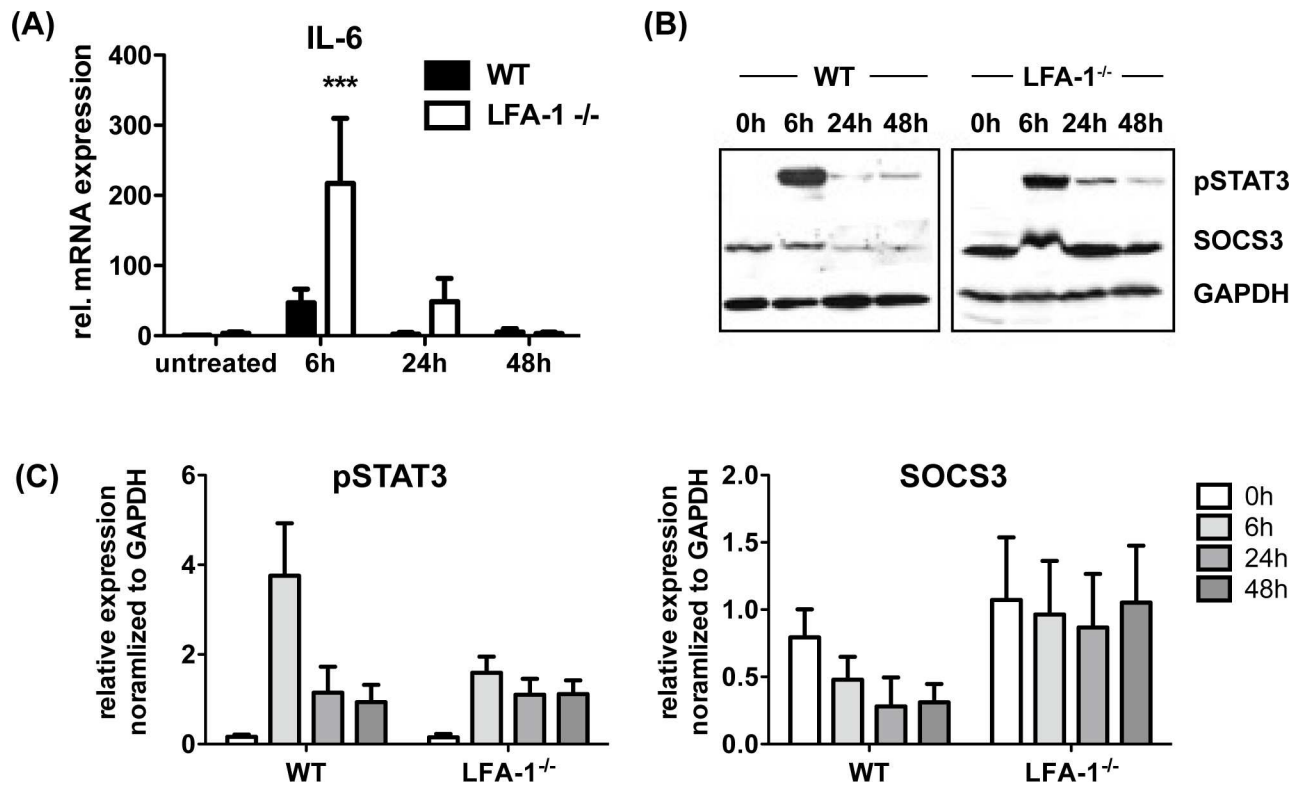 (A)
IL-6
rel. mRNA expression
400
300
200
100
0
***
WT
LFA-1 -/-
untreated 6h 24h 48h
(B)
WT LFA-1-/-
0h 6h 24h 48h 0h 6h 24h 48h
pSTAT3
SOCS3
GAPDH
(C)
pSTAT3
relative expression
noramlized to GAPDH
6
4
2
0
WT LFA-1-/-
SOCS3
relative expression
noramlized to GAPDH
2.0
1.5
1.0
0.5
0.0
WT LFA-1-/-
0h
6h
24h
48h